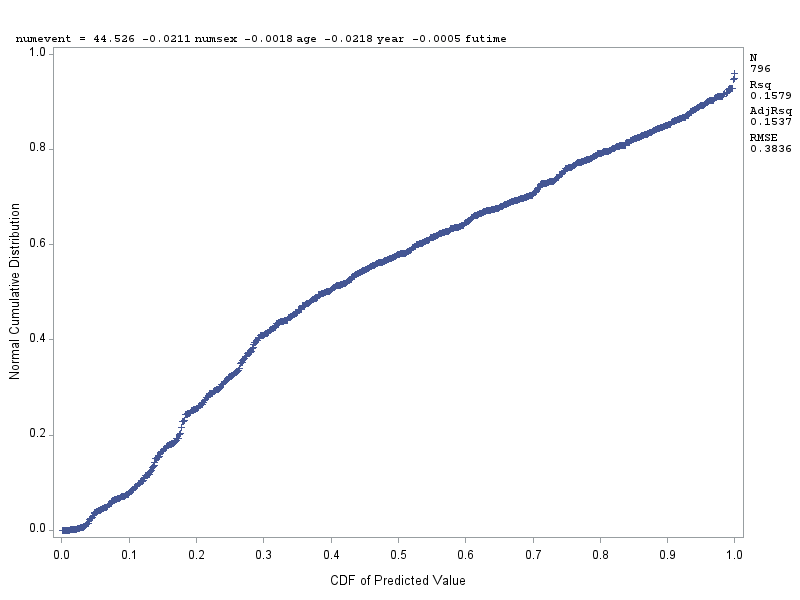 numevent = 44.526 -0.0211 numsex -0.0018 age -0.0218 year -0.0005 futime
N
796
Rsq
0.1579
AdjRsq
0.1537
RMSE
0.3836
1.0
0.8
0.6
0.4
0.2
0.0
Normal Cumulative Distribution
0.0 0.1 0.2 0.3 0.4 0.5 0.6 0.7 0.8 0.9 1.0
CDF of Predicted Value